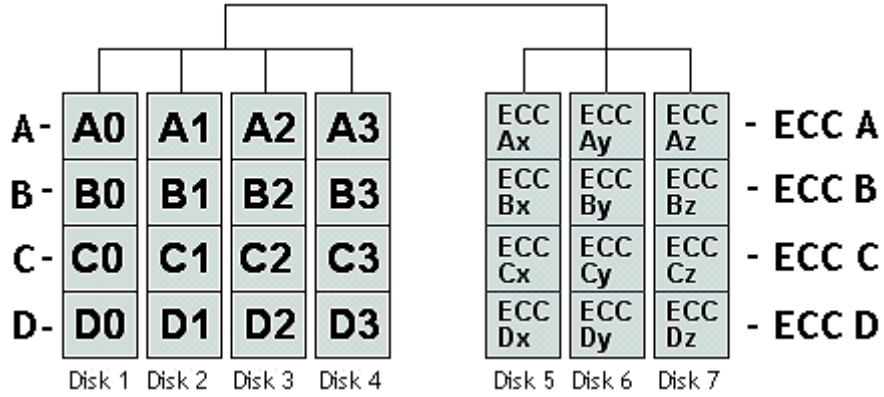 A- A0 A1 A2 A3 ECC Ax ECC Ay ECC Az - ECC A
B- B0 B1 B2 B3 ECC Bx ECC By ECC Bz - ECC B
C- C0 C1 C2 C3 ECC Cx ECC Cy ECC Cz - ECC C
D- D0 D1 D2 D3 ECC Dx ECC Dy ECC Dz - ECC D
Disk 1 Disk 2 Disk 3 Disk 4 Disk 5 Disk 6 Disk 7